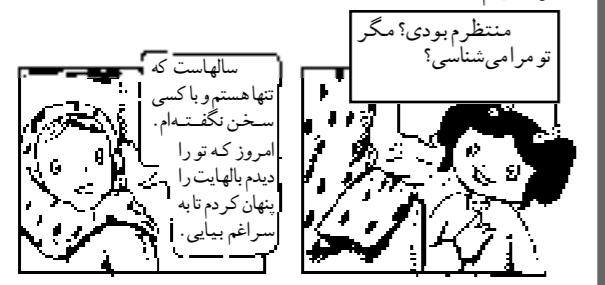 منتظرم بودی؟ مگر
تو مرا می‌شناسی؟
سالهاست که
تنها هستم و با کسی
سخن نگفته‌ام.
امروز که تو را
دیدم بالهایت را
پنهان کردم تا به
سراغم بیایی.